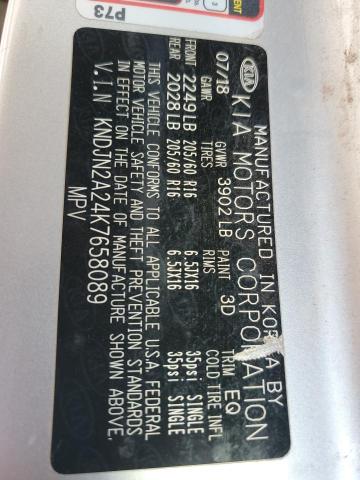 P73
KIA
MANUFACTURED IN KOREA BY
KIA MOTORS CORPORATION
07/18 GVWR 3902LB PAINT 3D TRIM EQ
GAWR TIRES RIMS COLD TIRE INFL
FRONT 2249LB 205/60 R16 6.5JX16 35psi SINGLE
REAR 2028LB 205/60 R16 6.5JX16 35psi SINGLE
THIS VEHICLE CONFORMS TO ALL APPLICABLE U.S.A. FEDERAL
MOTOR VEHICLE SAFETY AND THEFT PREVENTION STANDARDS
IN EFFECT ON THE DATE OF MANUFACTURE SHOWN ABOVE.
V.I.N KNDJN2A24K7658089
MPV